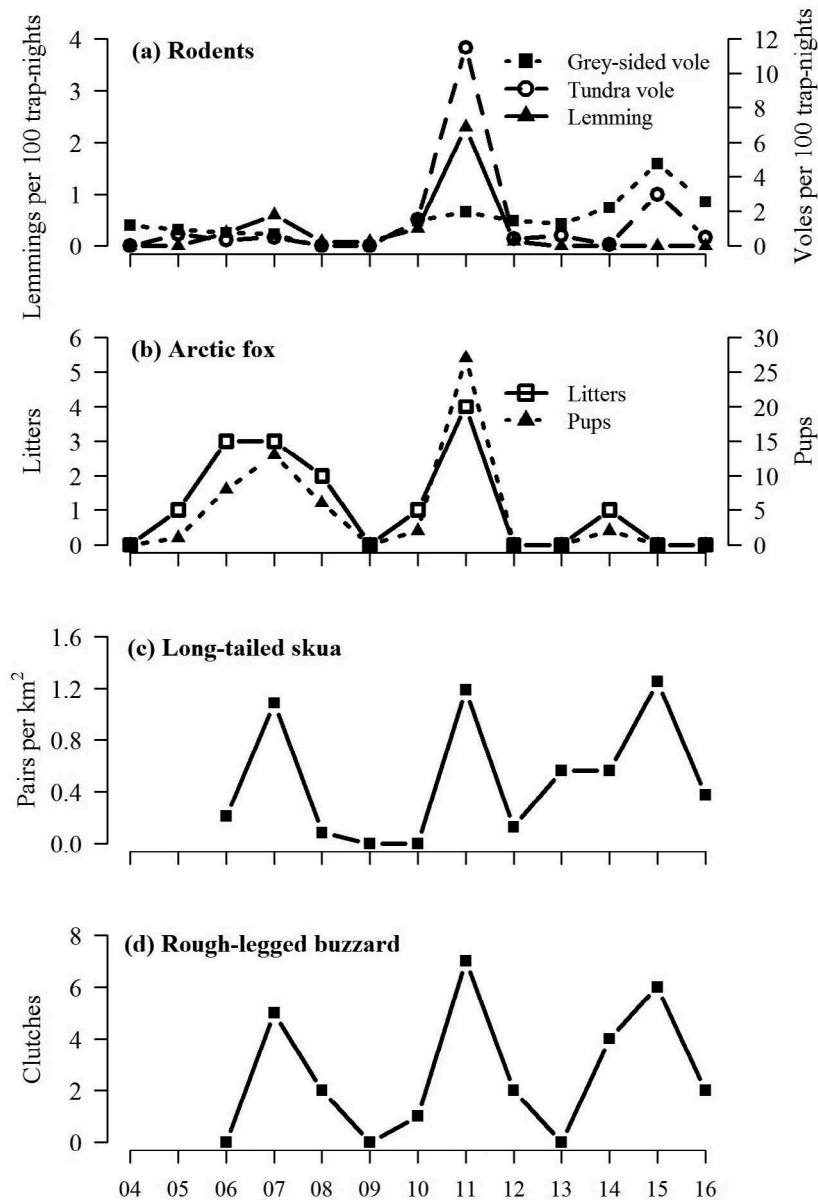 (a) Rodents
Lemmings per 100 trap-nights
4
3
2
1
0
Grey-sided vole
Tundra vole
Lemming
12
10
8
6
4
2
0
Voles per 100 trap-nights
(b) Arctic fox
Litters
6
5
4
3
2
1
0
Litters
Pups
30
25
20
15
10
5
0
Pups
(c) Long-tailed skua
Pairs per km²
1.6
1.2
0.8
0.4
0.0
(d) Rough-legged buzzard
Clutches
8
6
4
2
0
04 05 06 07 08 09 10 11 12 13 14 15 16